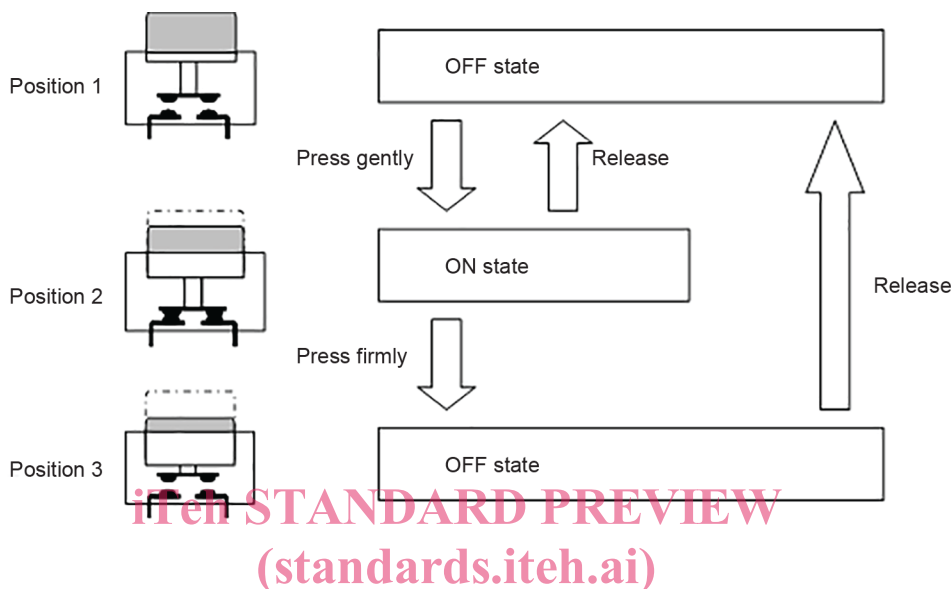 Position 1
OFF state
Press gently
Release
Position 2
ON state
Release
Press firmly
Position 3
OFF state
iTeh STANDARD PREVIEW
(standards.iteh.ai)